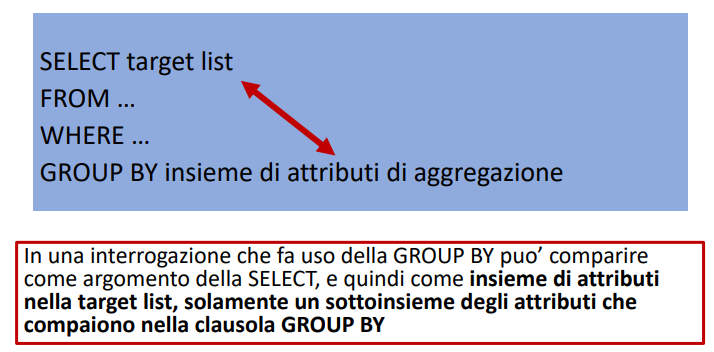 SELECT target list
FROM ...
WHERE ...
GROUP BY insieme di attributi di aggregazione
In una interrogazione che fa uso della GROUP BY puo’ comparire
come argomento della SELECT, e quindi come insieme di attributi
nella target list, solamente un sottoinsieme degli attributi che
compaiono nella clausola GROUP BY